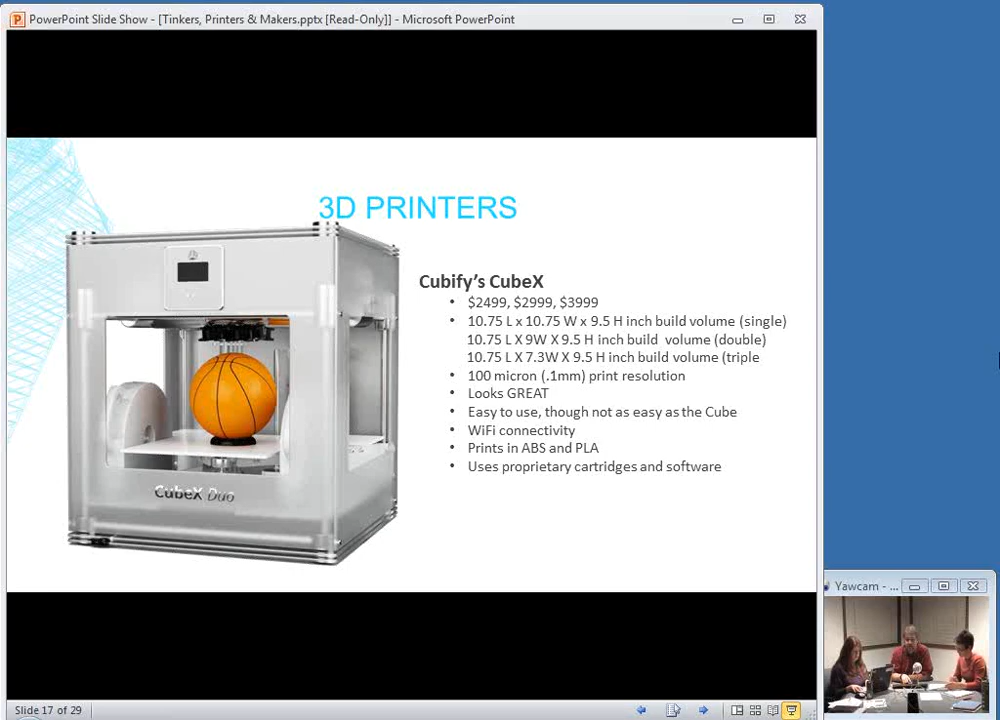 PowerPoint Slide Show - [Tinkers, Printers & Makers.pptx [Read-Only]] - Microsoft PowerPoint
3D PRINTERS
Cubify's CubeX
• $2499, $2999, $3999
• 10.75 L x 10.75 W x 9.5 H inch build volume (single)
10.75 L X 9W X 9.5 H inch build volume (double)
10.75 L X 7.3W X 9.5 H inch build volume (triple
• 100 micron (.1mm) print resolution
• Looks GREAT
• Easy to use, though not as easy as the Cube
• WiFi connectivity
• Prints in ABS and PLA
• Uses proprietary cartridges and software
CubeX Duo
Yawcam - ...
Slide 17 of 29